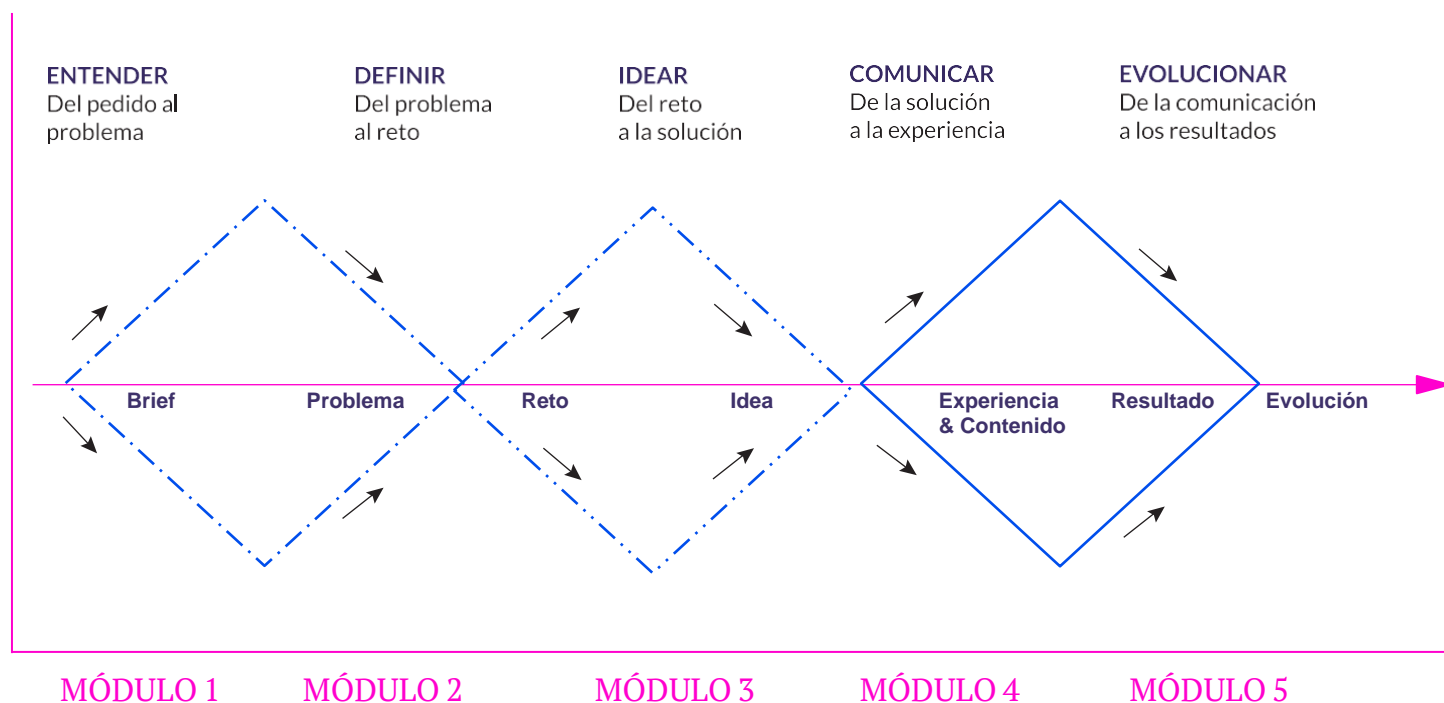 ENTENDER
Del pedido al
problema
DEFINIR
Del problema
al reto
IDEAR
Del reto
a la solución
COMUNICAR
De la solución
a la experiencia
EVOLUCIONAR
De la comunicación
a los resultados
Brief
Problema
Reto
Idea
Experiencia
& Contenido
Resultado
Evolución
MÓDULO 1
MÓDULO 2
MÓDULO 3
MÓDULO 4
MÓDULO 5